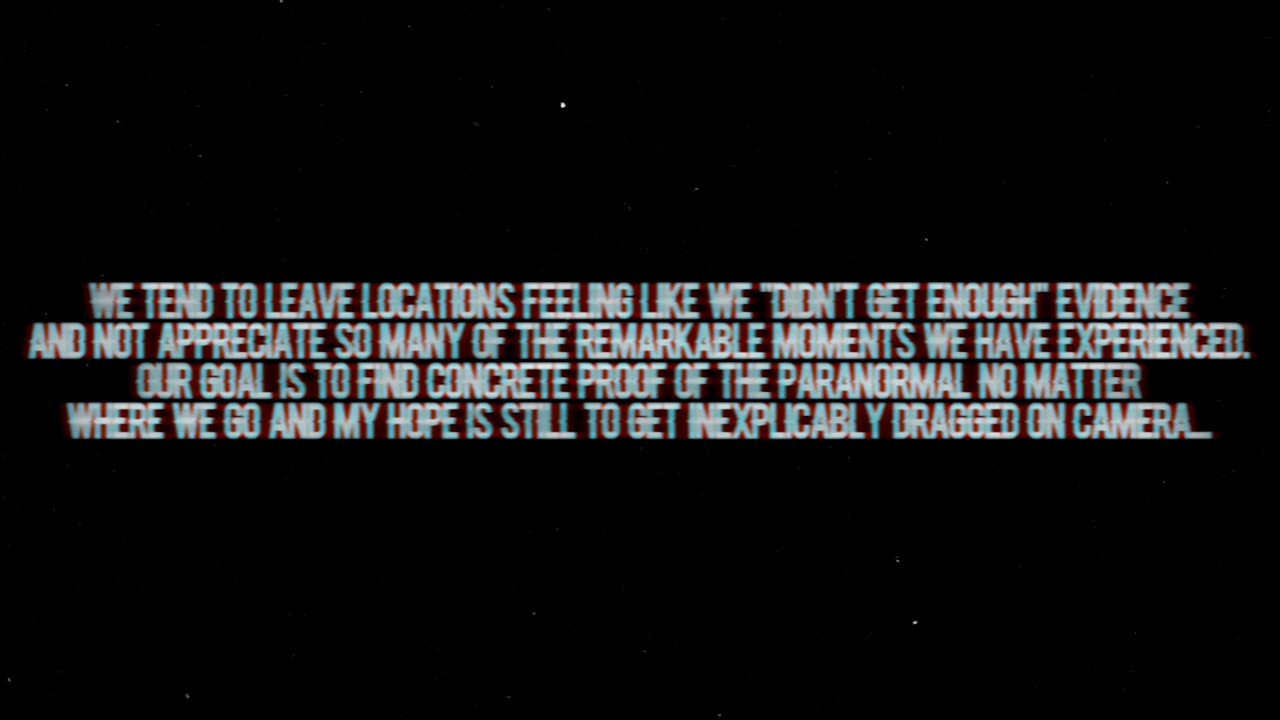 WE TEND TO LEAVE LOCATIONS FEELING LIKE WE "DIDN'T GET ENOUGH" EVIDENCE
AND NOT APPRECIATE SO MANY OF THE REMARKABLE MOMENTS WE HAVE EXPERIENCED.
OUR GOAL IS TO FIND CONCRETE PROOF OF THE PARANORMAL NO MATTER
WHERE WE GO AND MY HOPE IS STILL TO GET INEXPLICABLY DRAGGED ON CAMERA...